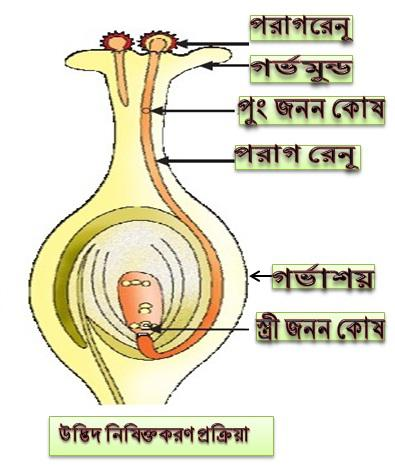 পরাগরেনূ
গর্ভমুন্ড
পুং জনন কোষ
পরাগ রেনূ
গর্ভাশয়
স্ত্রী জনন কোষ
উদ্ভিদ নিষিক্তকরণ প্রক্রিয়া